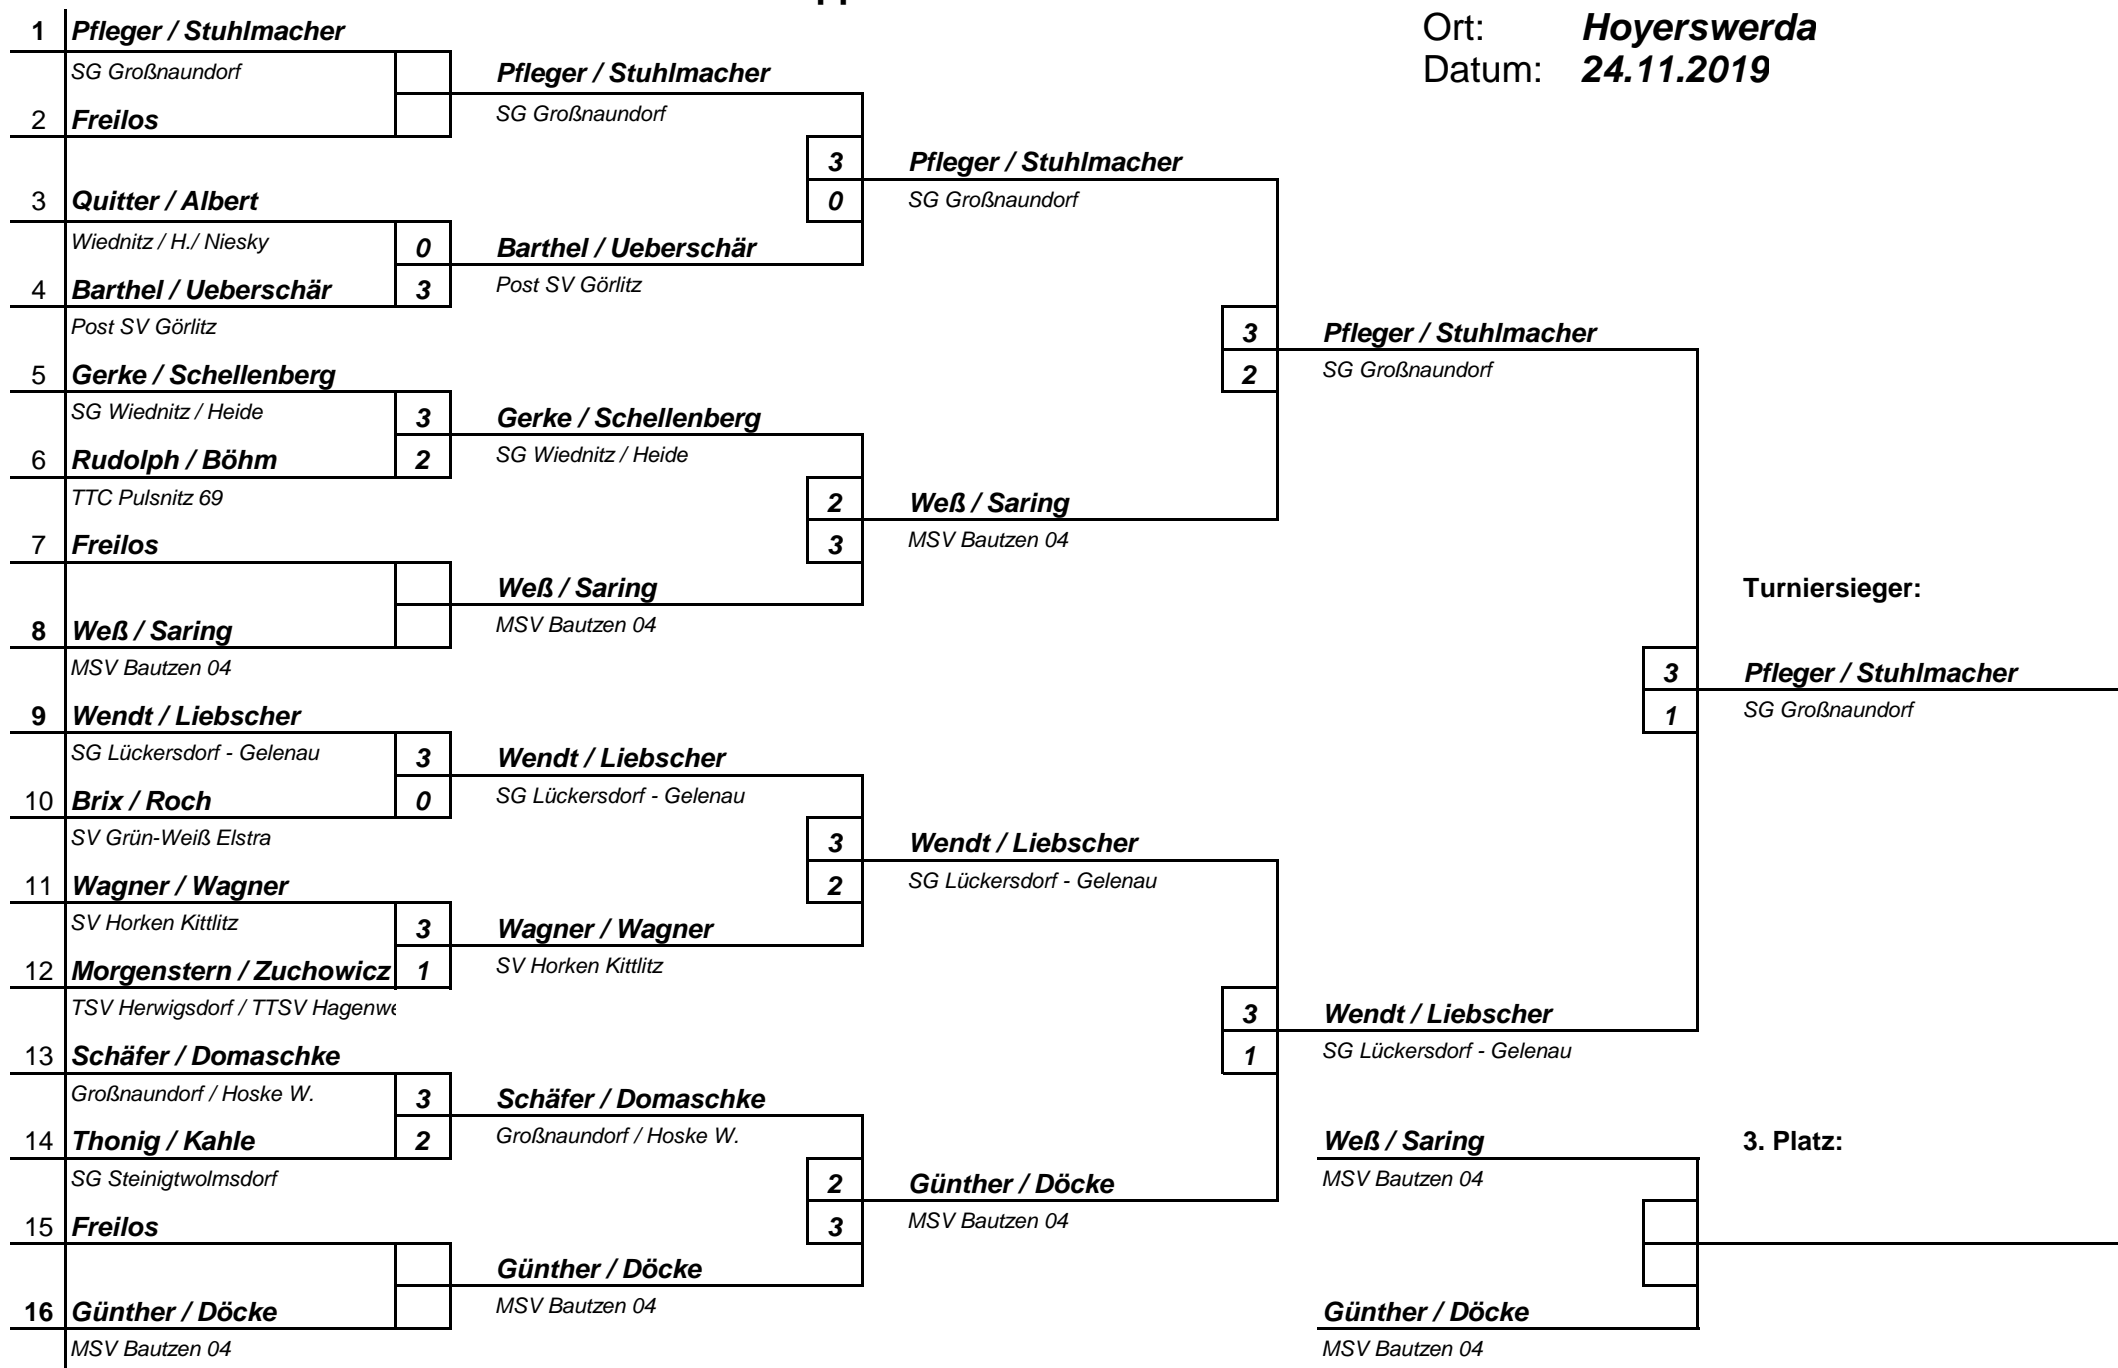 Ort: Hoyerswerda
Datum: 24.11.2019
1 Pfleger / Stuhlmacher
SG Großnaundorf
2 Freilos
3 Quitter / Albert
Wiednitz / H./ Niesky 0
4 Barthel / Ueberschär 3
Post SV Görlitz
5 Gerke / Schellenberg
SG Wiednitz / Heide 3
6 Rudolph / Böhm 2
TTC Pulsnitz 69
7 Freilos
8 Weß / Saring
MSV Bautzen 04
9 Wendt / Liebscher
SG Lückersdorf - Gelenau 3
10 Brix / Roch 0
SV Grün-Weiß Elstra
11 Wagner / Wagner
SV Horken Kittlitz 3
12 Morgenstern / Zuchowicz 1
TSV Herwigsdorf / TTSV Hagenwe
13 Schäfer / Domaschke
Großnaundorf / Hoske W. 3
14 Thonig / Kahle 2
SG Steinigtwolmsdorf
15 Freilos
16 Günther / Döcke
MSV Bautzen 04
Pfleger / Stuhlmacher
SG Großnaundorf
3
0
Barthel / Ueberschär
Post SV Görlitz
Gerke / Schellenberg
SG Wiednitz / Heide
2
3
Weß / Saring
MSV Bautzen 04
Wendt / Liebscher
SG Lückersdorf - Gelenau
3
2
Wagner / Wagner
SV Horken Kittlitz
Schäfer / Domaschke
Großnaundorf / Hoske W.
2
3
Günther / Döcke
MSV Bautzen 04
Pfleger / Stuhlmacher
SG Großnaundorf
3
2
Weß / Saring
MSV Bautzen 04
Wendt / Liebscher
SG Lückersdorf - Gelenau
3
1
Günther / Döcke
MSV Bautzen 04
Pfleger / Stuhlmacher
SG Großnaundorf
3
1
Wendt / Liebscher
SG Lückersdorf - Gelenau
Turniersieger:
Pfleger / Stuhlmacher
SG Großnaundorf
Weß / Saring
MSV Bautzen 04
3. Platz:
Günther / Döcke
MSV Bautzen 04